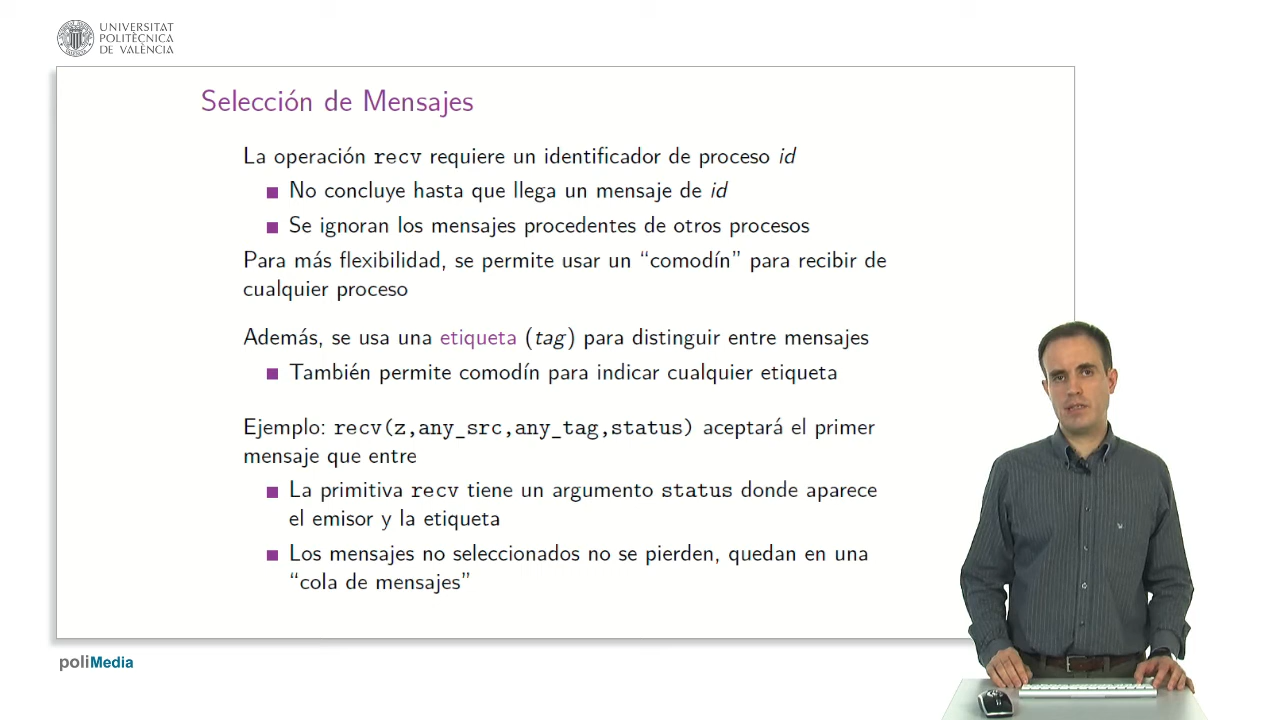 UNIVERSITAT
POLITÈCNICA
DE VALÈNCIA
Selección de Mensajes
La operación recv requiere un identificador de proceso id
No concluye hasta que llega un mensaje de id
Se ignoran los mensajes procedentes de otros procesos
Para más flexibilidad, se permite usar un “comodín” para recibir de
cualquier proceso
Además, se usa una etiqueta (tag) para distinguir entre mensajes
También permite comodín para indicar cualquier etiqueta
Ejemplo: recv(z,any_src,any_tag,status) aceptará el primer
mensaje que entre
La primitiva recv tiene un argumento status donde aparece
el emisor y la etiqueta
Los mensajes no seleccionados no se pierden, quedan en una
“cola de mensajes”
poliMedia